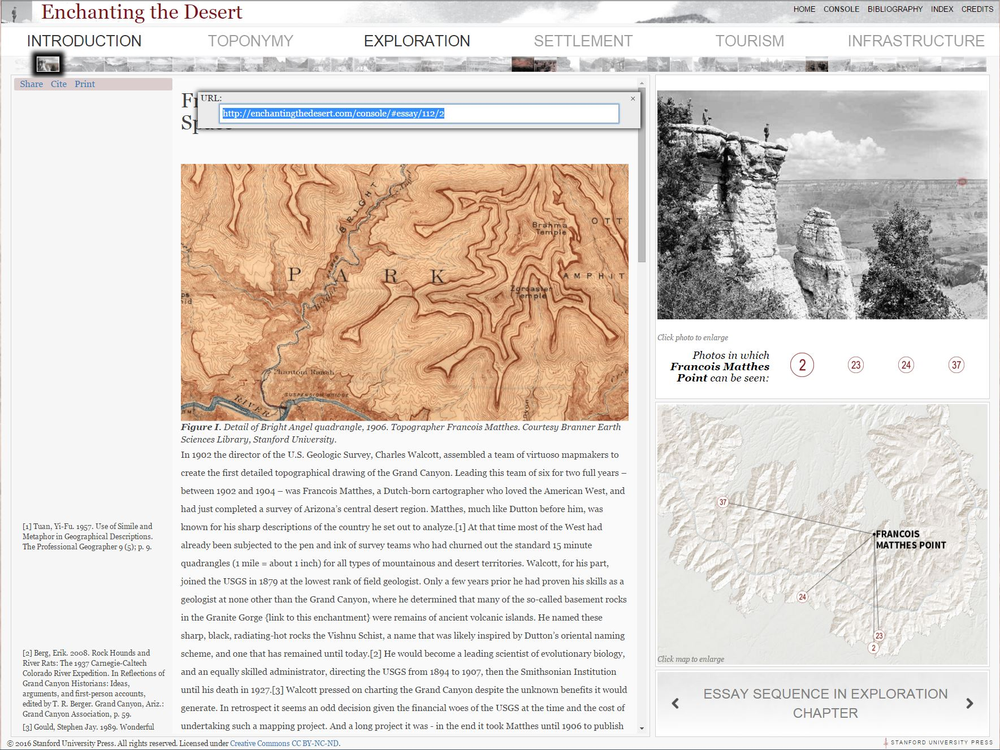 Enchanting the Desert
HOME CONSOLE BIBLIOGRAPHY INDEX CREDITS
INTRODUCTION TOPONYMY EXPLORATION SETTLEMENT TOURISM INFRASTRUCTURE
Share Cite Print
URL:
×
http://enchantingthedesert.com/console/#essay/112/2
BRIGHT
Brahma
Temple
OTT
PARK
AMPHIT
Zoroaster
Temple
Phantom Ranch
SUSPENSION BRIDGE
RIVER
Figure I. Detail of Bright Angel quadrangle, 1906. Topographer Francois Matthes. Courtesy Branner Earth
Sciences Library, Stanford University.
In 1902 the director of the U.S. Geologic Survey, Charles Walcott, assembled a team of virtuoso mapmakers to
create the first detailed topographical drawing of the Grand Canyon. Leading this team of six for two full years –
between 1902 and 1904 – was Francois Matthes, a Dutch-born cartographer who loved the American West, and
had just completed a survey of Arizona’s central desert region. Matthes, much like Dutton before him, was
known for his sharp descriptions of the country he set out to analyze.[1] At that time most of the West had
already been subjected to the pen and ink of survey teams who had churned out the standard 15 minute
quadrangles (1 mile = about 1 inch) for all types of mountainous and desert territories. Walcott, for his part,
joined the USGS in 1879 at the lowest rank of field geologist. Only a few years prior he had proven his skills as a
geologist at none other than the Grand Canyon, where he determined that many of the so-called basement rocks
in the Granite Gorge {link to this enchantment} were remains of ancient volcanic islands. He named these
sharp, black, radiating-hot rocks the Vishnu Schist, a name that was likely inspired by Dutton’s oriental naming
scheme, and one that has remained until today.[2] He would become a leading scientist of evolutionary biology,
and an equally skilled administrator, directing the USGS from 1894 to 1907, then the Smithsonian Institution
until his death in 1927.[3] Walcott pressed on charting the Grand Canyon despite the unknown benefits it would
generate. In retrospect it seems an odd decision given the financial woes of the USGS at the time and the cost of
undertaking such a mapping project. And a long project it was - in the end it took Matthes until 1906 to publish
[1] Tuan, Yi-Fu. 1957. Use of Simile and
Metaphor in Geographical Descriptions.
The Professional Geographer 9 (5); p. 9.
[2] Berg, Erik. 2008. Rock Hounds and
River Rats: The 1937 Carnegie-Caltech
Colorado River Expedition. In Reflections of
Grand Canyon Historians: Ideas,
arguments, and first-person accounts,
edited by T. R. Berger. Grand Canyon, Ariz.:
Grand Canyon Association, p. 59.
[3] Gould, Stephen Jay. 1989. Wonderful
Click photo to enlarge
Photos in which
Francois Matthes
Point can be seen:
2 23 24 37
37
FRANCOIS
MATTHES POINT
24
23
2
Click map to enlarge
ESSAY SEQUENCE IN EXPLORATION
CHAPTER
© 2016 Stanford University Press. All rights reserved. Licensed under Creative Commons CC BY-NC-ND.
STANFORD UNIVERSITY PRESS